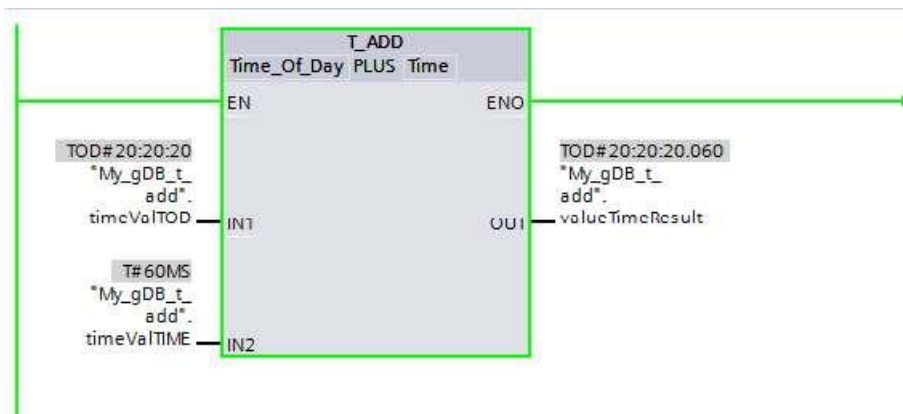 T_ADD
Time_Of_Day PLUS Time
EN
ENO
TOD#20:20:20
"My_gDB_t_
add".
timeValTOD
IN1
TOD#20:20:20.060
"My_gDB_t_
add".
valueTimeResult
OUT
T#60MS
"My_gDB_t_
add".
timeValTIME
IN2